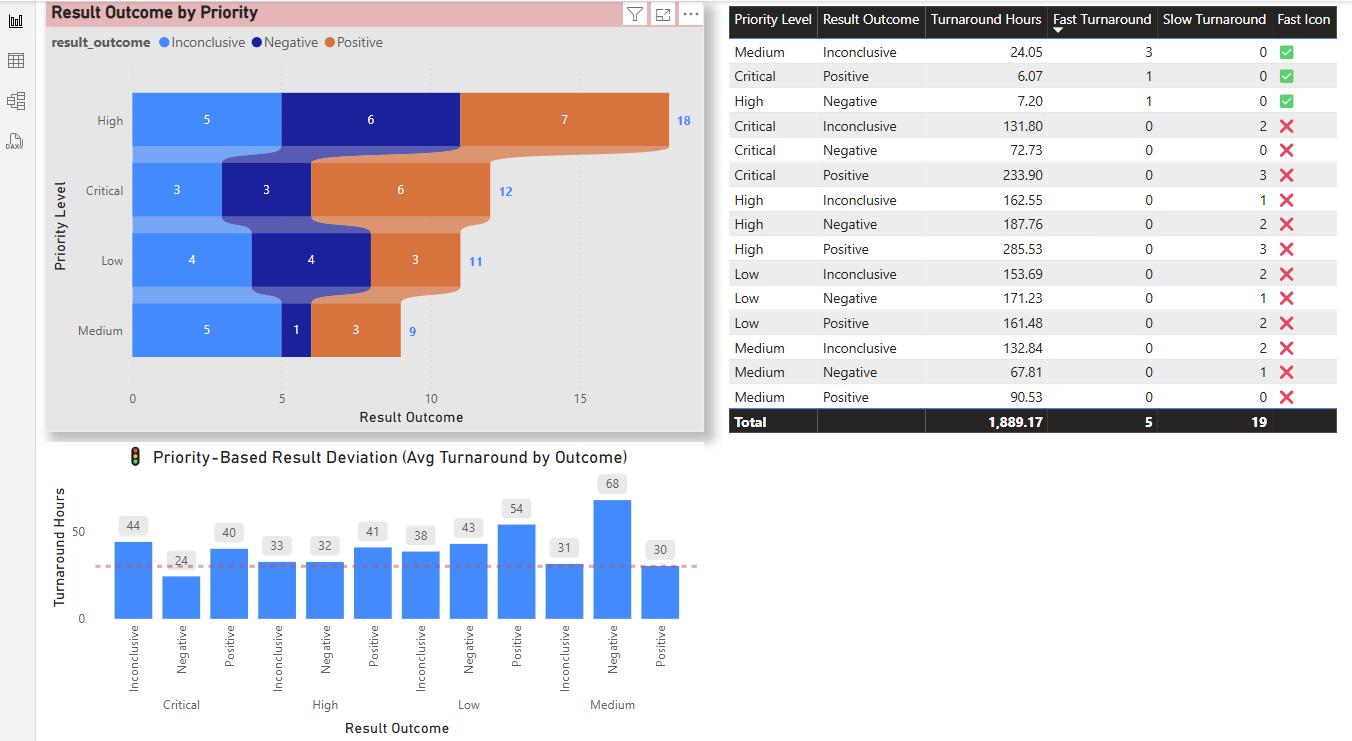 Result Outcome by Priority
result_outcome Inconclusive Negative Positive
High 5 6 7 18
Critical 3 3 6 12
Low 4 4 3 11
Medium 5 1 3 9
Priority Level
0 5 10 15
Result Outcome
DAX
Priority Level Result Outcome Turnaround Hours Fast Turnaround Slow Turnaround Fast Icon
Medium Inconclusive 24.05 3 0 ✅
Critical Positive 6.07 1 0 ✅
High Negative 7.20 1 0 ✅
Critical Inconclusive 131.80 0 2 ❌
Critical Negative 72.73 0 0 ❌
Critical Positive 233.90 0 3 ❌
High Inconclusive 162.55 0 1 ❌
High Negative 187.76 0 2 ❌
High Positive 285.53 0 3 ❌
Low Inconclusive 153.69 0 2 ❌
Low Negative 171.23 0 1 ❌
Low Positive 161.48 0 2 ❌
Medium Inconclusive 132.84 0 2 ❌
Medium Negative 67.81 0 1 ❌
Medium Positive 90.53 0 0 ❌
Total 1,889.17 5 19
🚦 Priority-Based Result Deviation (Avg Turnaround by Outcome)
Turnaround Hours
50
0
44 24 40 33 32 41 38 43 54 31 68 30
Inconclusive Negative Positive Inconclusive Negative Positive Inconclusive Negative Positive Inconclusive Negative Positive
Critical High Low Medium
Result Outcome